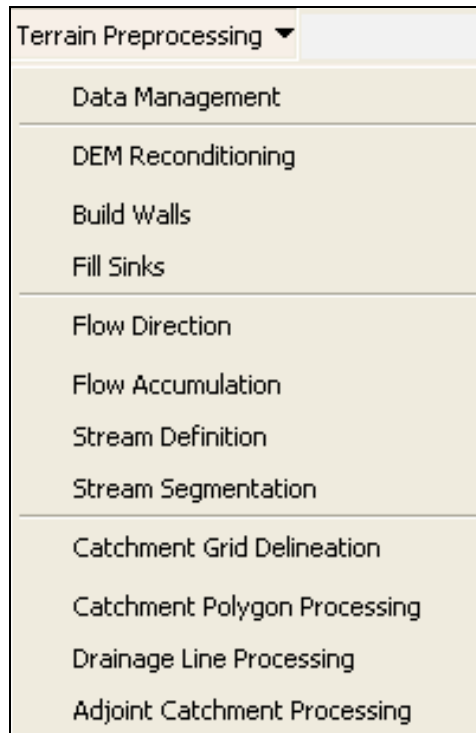 Terrain Preprocessing
Data Management
DEM Reconditioning
Build Walls
Fill Sinks
Flow Direction
Flow Accumulation
Stream Definition
Stream Segmentation
Catchment Grid Delineation
Catchment Polygon Processing
Drainage Line Processing
Adjoint Catchment Processing